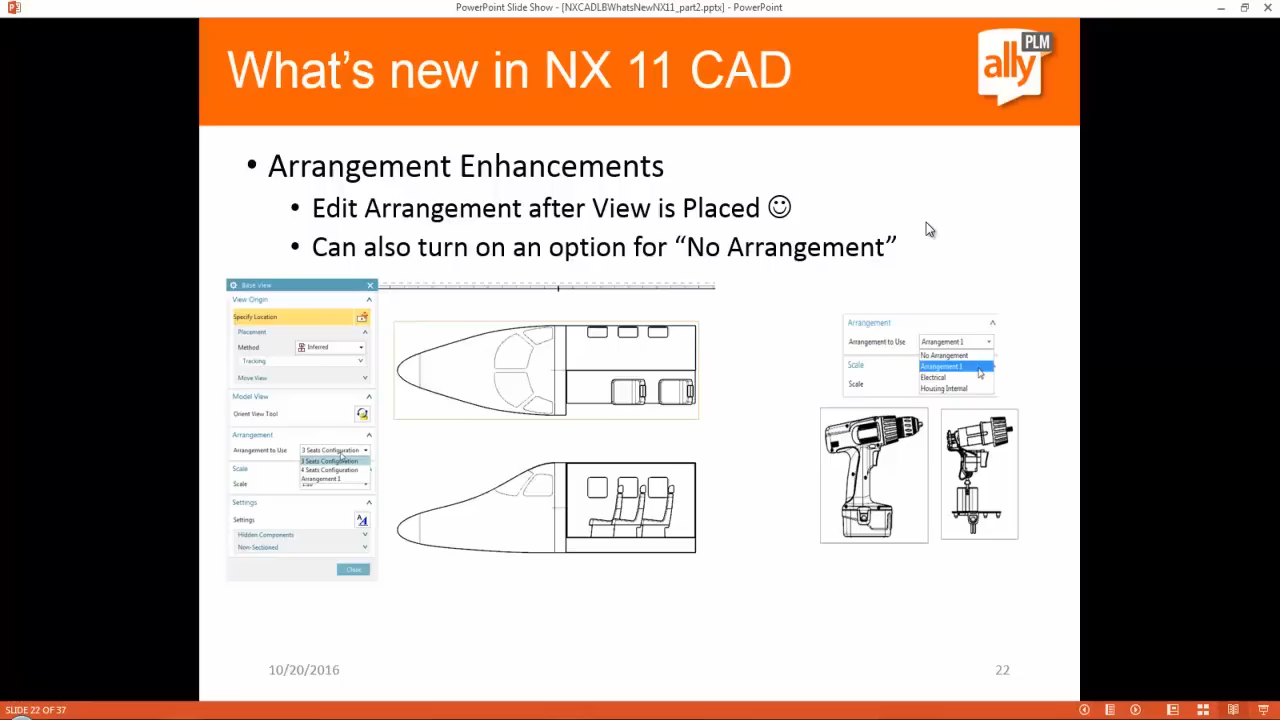 PowerPoint Slide Show - [NXCADLBWhatsNewNX11_part2.pptx] - PowerPoint
What's new in NX 11 CAD
PLM
ally
• Arrangement Enhancements
• Edit Arrangement after View is Placed ☺
• Can also turn on an option for “No Arrangement”
Base View
View Origin
Specify Location
Placement
Method
Inferred
Tracking
Move View
Model View
Orient View Tool
Arrangement
Arrangement to Use
3 Seats Configuration
3 Seats Configuration
4 Seats Configuration
Arrangement 1
Scale
Scale
Settings
Settings
Hidden Components
Non-Sectioned
Close
Arrangement
Arrangement to Use
Arrangement 1
No Arrangement
Arrangement 1
Electrical
Housing Internal
Scale
Scale
10/20/2016
22
SLIDE 22 OF 37